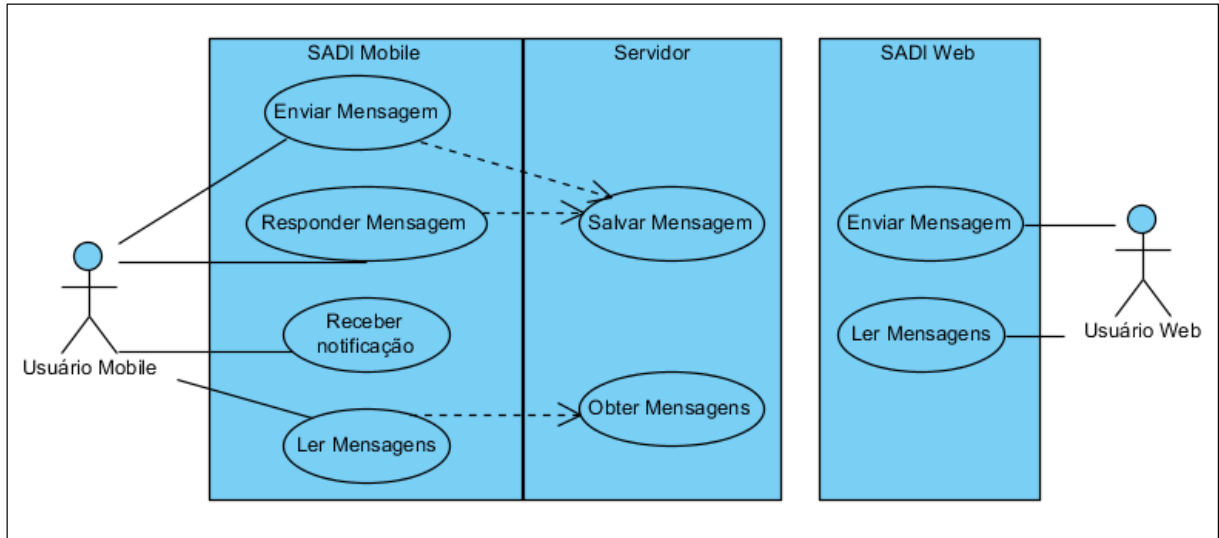 SADI Mobile
Servidor
SADI Web
Enviar Mensagem
Responder Mensagem
Salvar Mensagem
Enviar Mensagem
Receber
notificação
Ler Mensagens
Usuário Mobile
Usuário Web
Obter Mensagens
Ler Mensagens